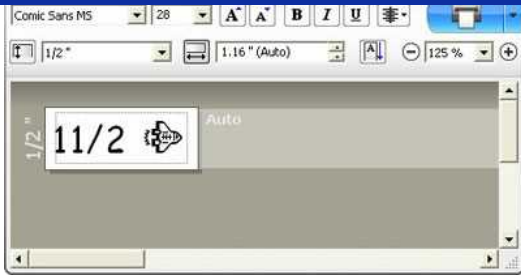 Comic Sans MS 28 A A B I U
1/2 " 1.16 " (Auto) A 125 %
1/2 "
11/2
Auto